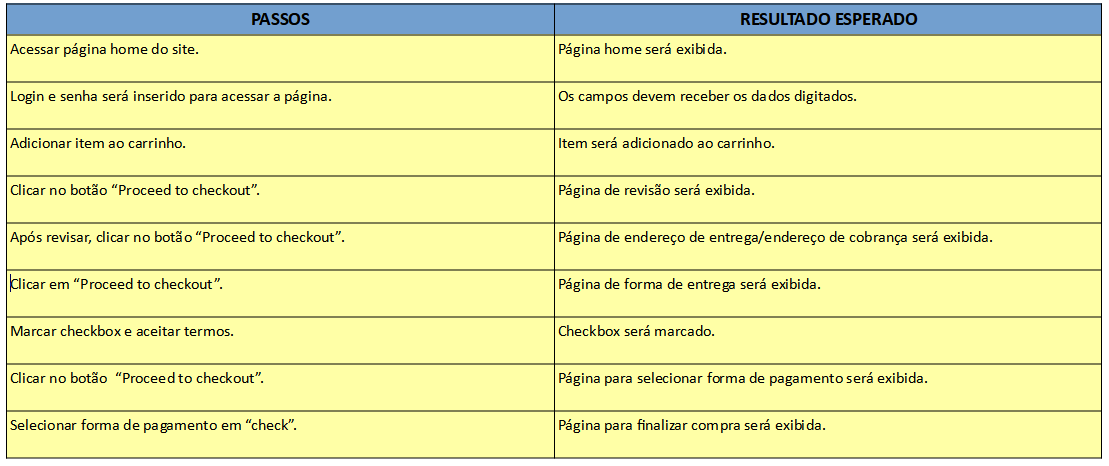 PASSOS RESULTADO ESPERADO
Acessar página home do site. Página home será exibida.
Login e senha será inserido para acessar a página. Os campos devem receber os dados digitados.
Adicionar item ao carrinho. Item será adicionado ao carrinho.
Clicar no botão “Proceed to checkout”. Página de revisão será exibida.
Após revisar, clicar no botão “Proceed to checkout”. Página de endereço de entrega/endereço de cobrança será exibida.
Clicar em “Proceed to checkout”. Página de forma de entrega será exibida.
Marcar checkbox e aceitar termos. Checkbox será marcado.
Clicar no botão  “Proceed to checkout”. Página para selecionar forma de pagamento será exibida.
Selecionar forma de pagamento em “check”. Página para finalizar compra será exibida.